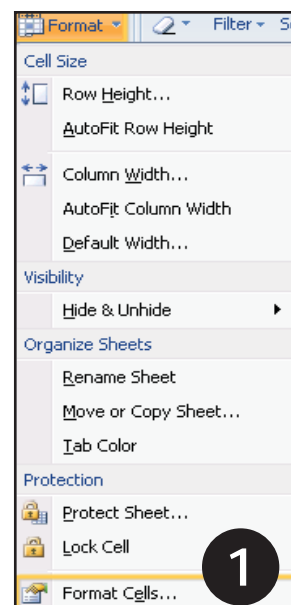 Format Filter
Cell Size
Row Height...
AutoFit Row Height
Column Width...
AutoFit Column Width
Default Width...
Visibility
Hide & Unhide
Organize Sheets
Rename Sheet
Move or Copy Sheet...
Tab Color
Protection
Protect Sheet...
Lock Cell
1
Format Cells...